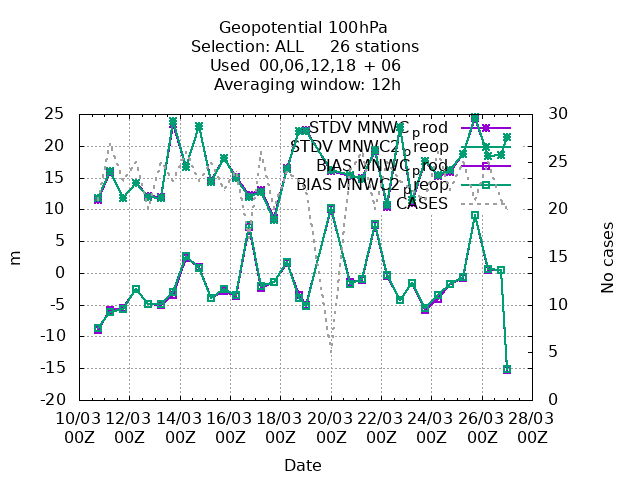 Geopotential 100hPa
Selection: ALL 26 stations
Used 00,06,12,18 + 06
Averaging window: 12h
25
20
15
10
5
0
-5
-10
-15
-20
m
30
25
20
15
10
5
0
No cases
STDV MNWC_prod
STDV MNWC2_preop
BIAS MNWC_prod
BIAS MNWC2_preop
CASES
10/03 12/03 14/03 16/03 18/03 20/03 22/03 24/03 26/03 28/03
00Z 00Z 00Z 00Z 00Z 00Z 00Z 00Z 00Z 00Z
Date